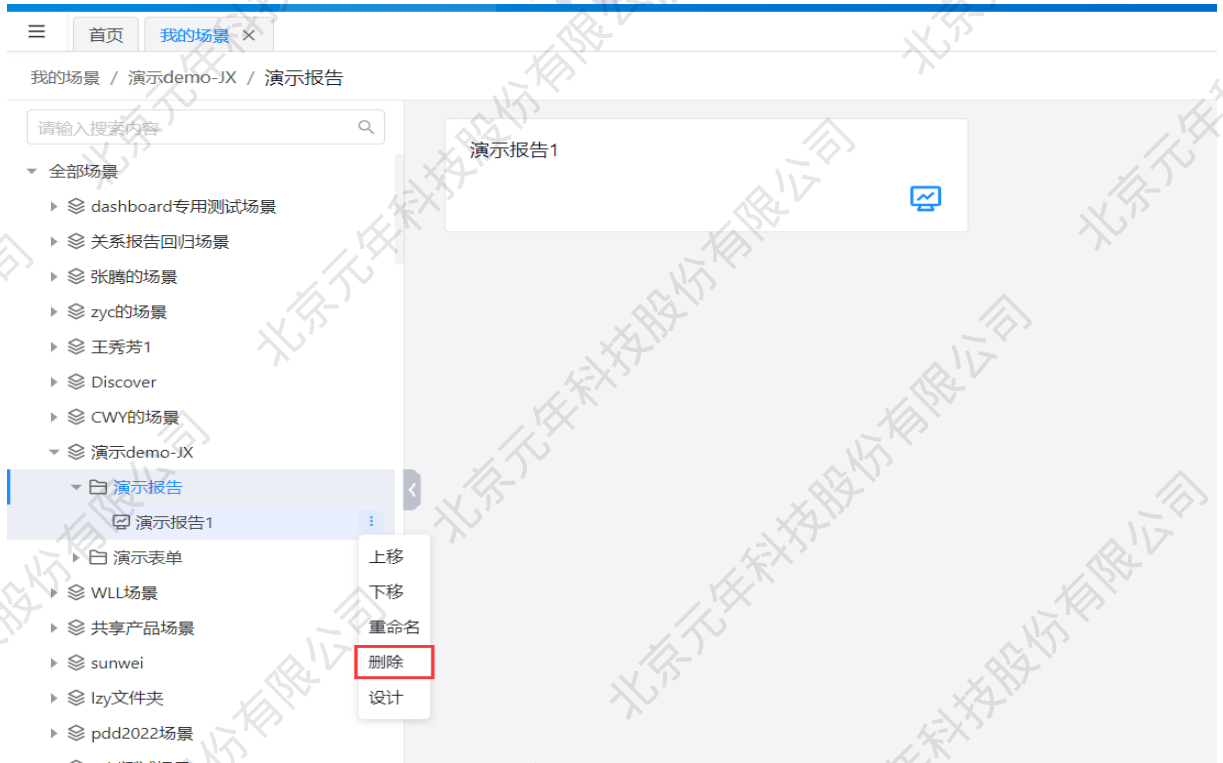 首页
我的场景
我的场景 / 演示demo-JX / 演示报告
请输入搜索内容
全部场景
dashboard专用测试场景
关系报告回归场景
张腾的场景
zyc的场景
王秀芳1
Discover
CWY的场景
演示demo-JX
演示报告
演示报告1
演示表单
WLL场景
共享产品场景
sunwei
lzy文件夹
pdd2022场景
上移
下移
重命名
删除
设计
演示报告1
北京元年科技股份有限公司